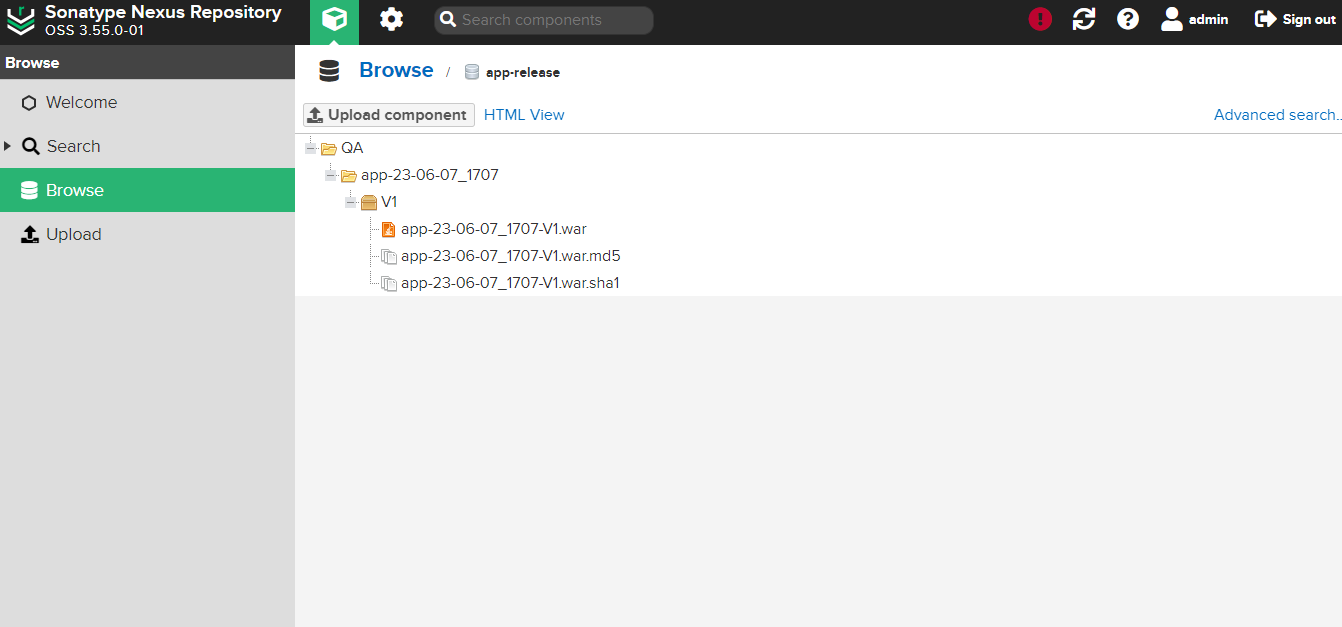 Sonatype Nexus Repository
OSS 3.55.0-01
Search components
admin
Sign out
Browse
Welcome
Search
Browse
Upload
Browse / app-release
Upload component
HTML View
Advanced search..
QA
app-23-06-07_1707
V1
app-23-06-07_1707-V1.war
app-23-06-07_1707-V1.war.md5
app-23-06-07_1707-V1.war.sha1